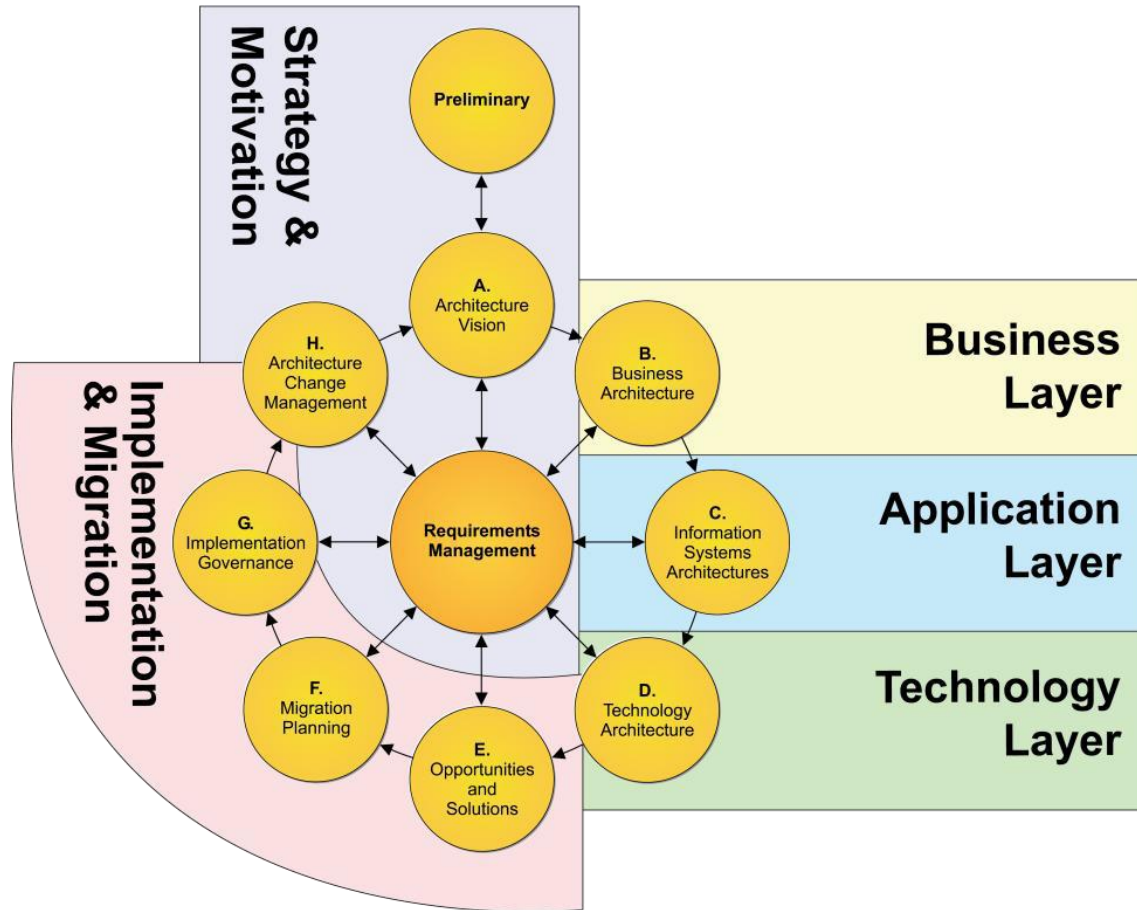 Strategy &
Motivation
Preliminary
A.
Architecture
Vision
H.
Architecture
Change
Management
B.
Business
Architecture
Business
Layer
Implementation
& Migration
G.
Implementation
Governance
Requirements
Management
C.
Information
Systems
Architectures
Application
Layer
F.
Migration
Planning
E.
Opportunities
and
Solutions
D.
Technology
Architecture
Technology
Layer